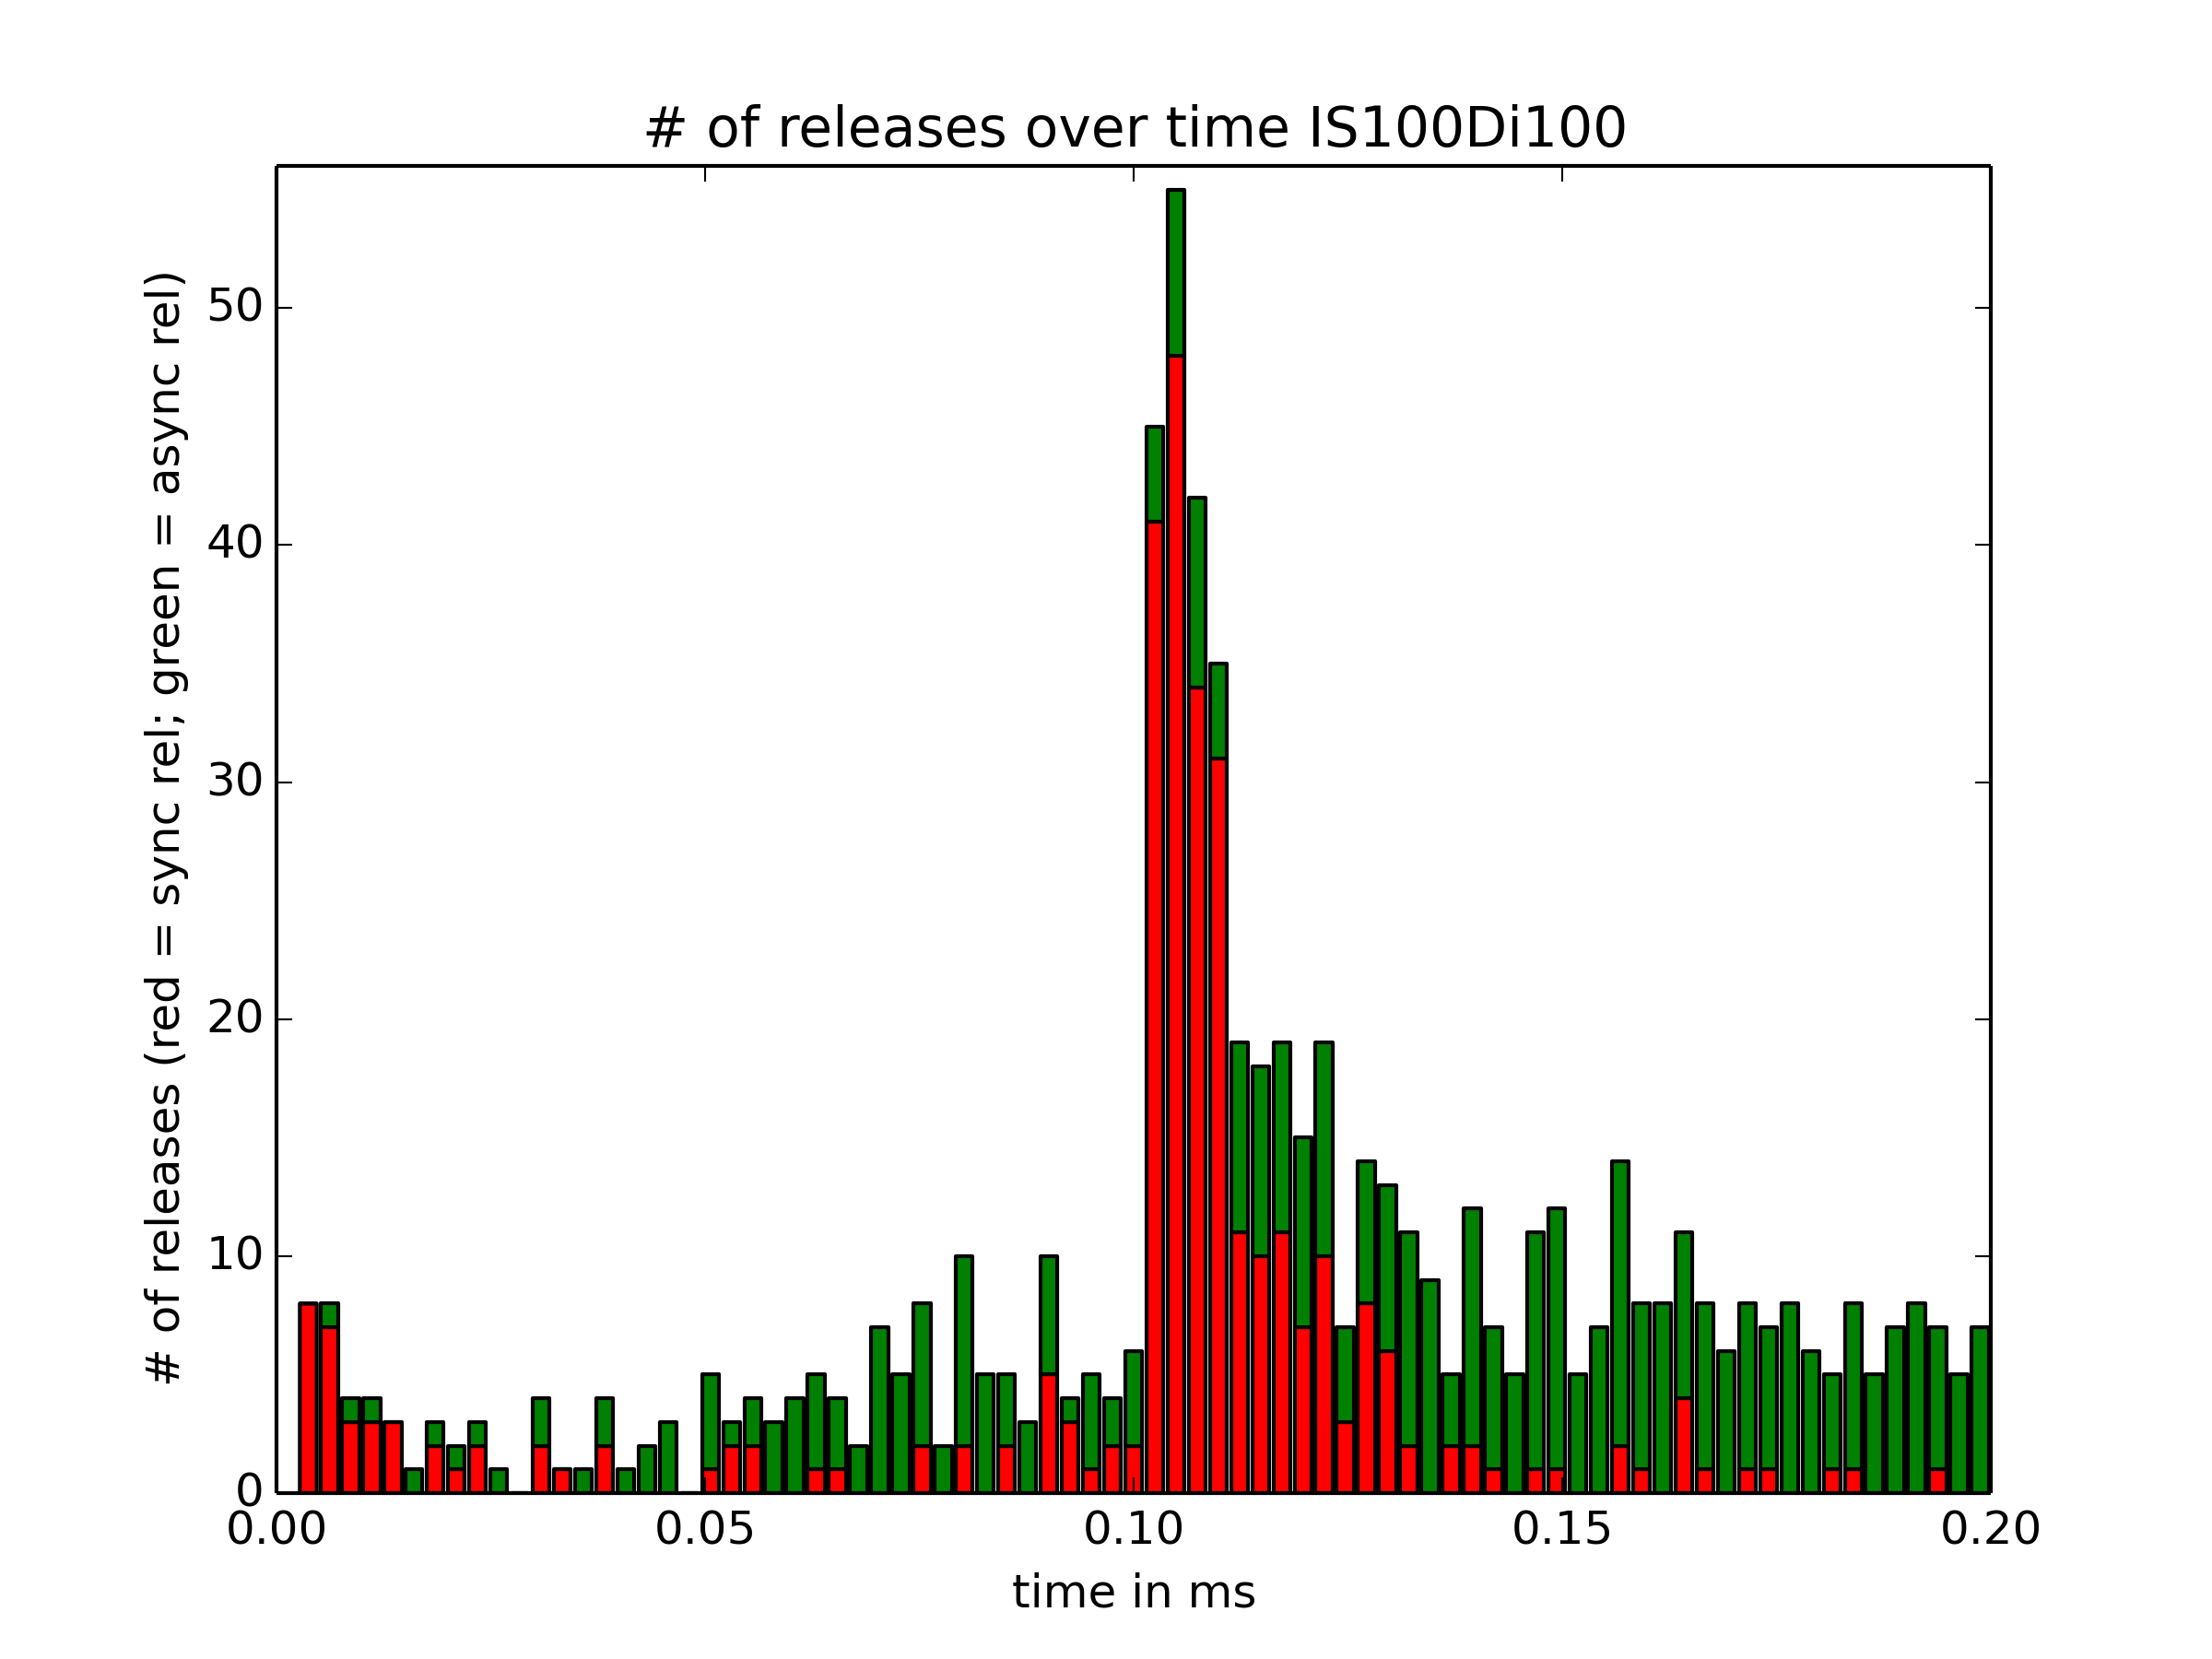 # of releases over time IS100Di100
# of releases (red = sync rel; green = async rel)
50
40
30
20
10
0
0.00 0.05 0.10 0.15 0.20
time in ms